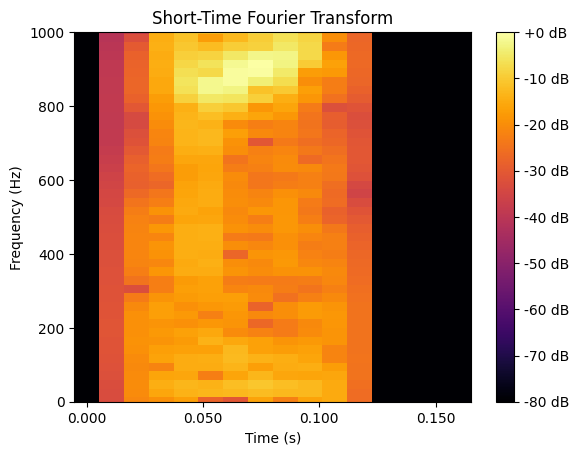 Short-Time Fourier Transform
1000
800
600
400
200
0
Frequency (Hz)
0.000
0.050
0.100
0.150
Time (s)
+0 dB
-10 dB
-20 dB
-30 dB
-40 dB
-50 dB
-60 dB
-70 dB
-80 dB